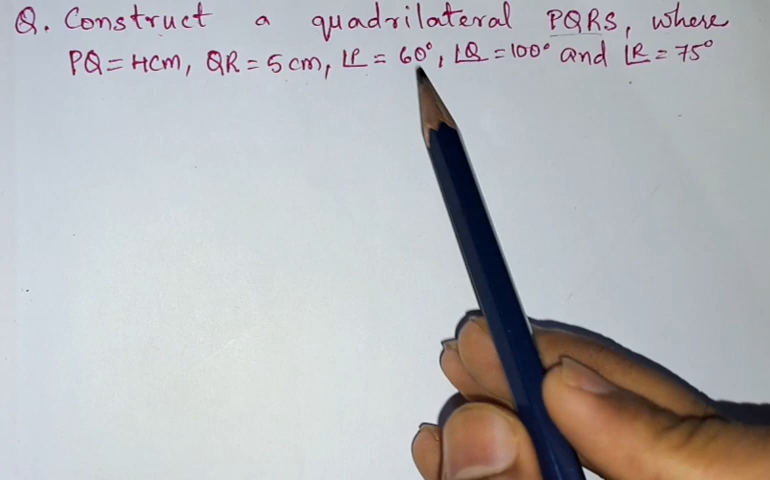 Q. Construct a quadrilateral PQRS, where
PQ = 4cm, QR = 5cm, ∠P = 60°, ∠Q = 100° and ∠R = 75°